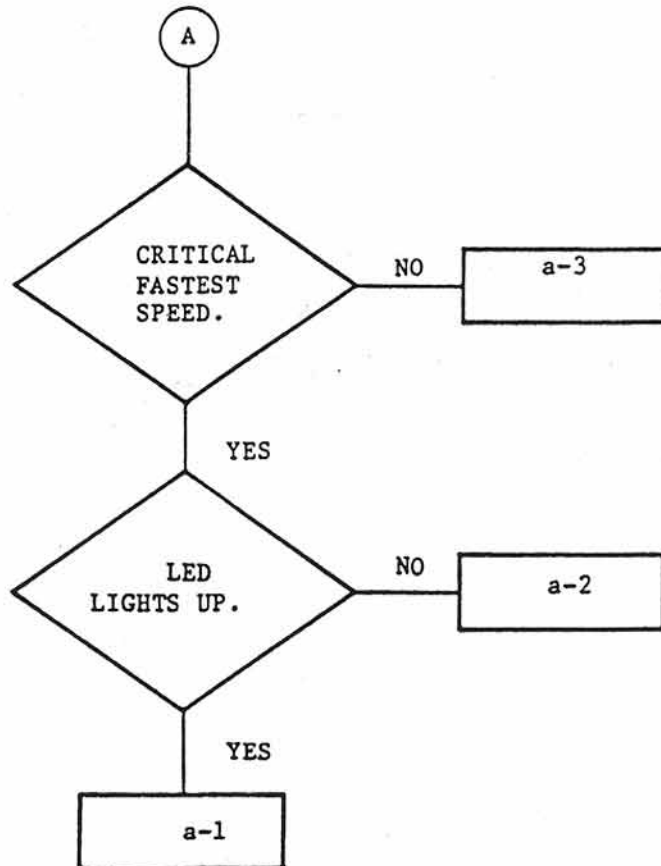 A
CRITICAL
FASTEST
SPEED.
NO
a-3
YES
LED
LIGHTS UP.
NO
a-2
YES
a-1